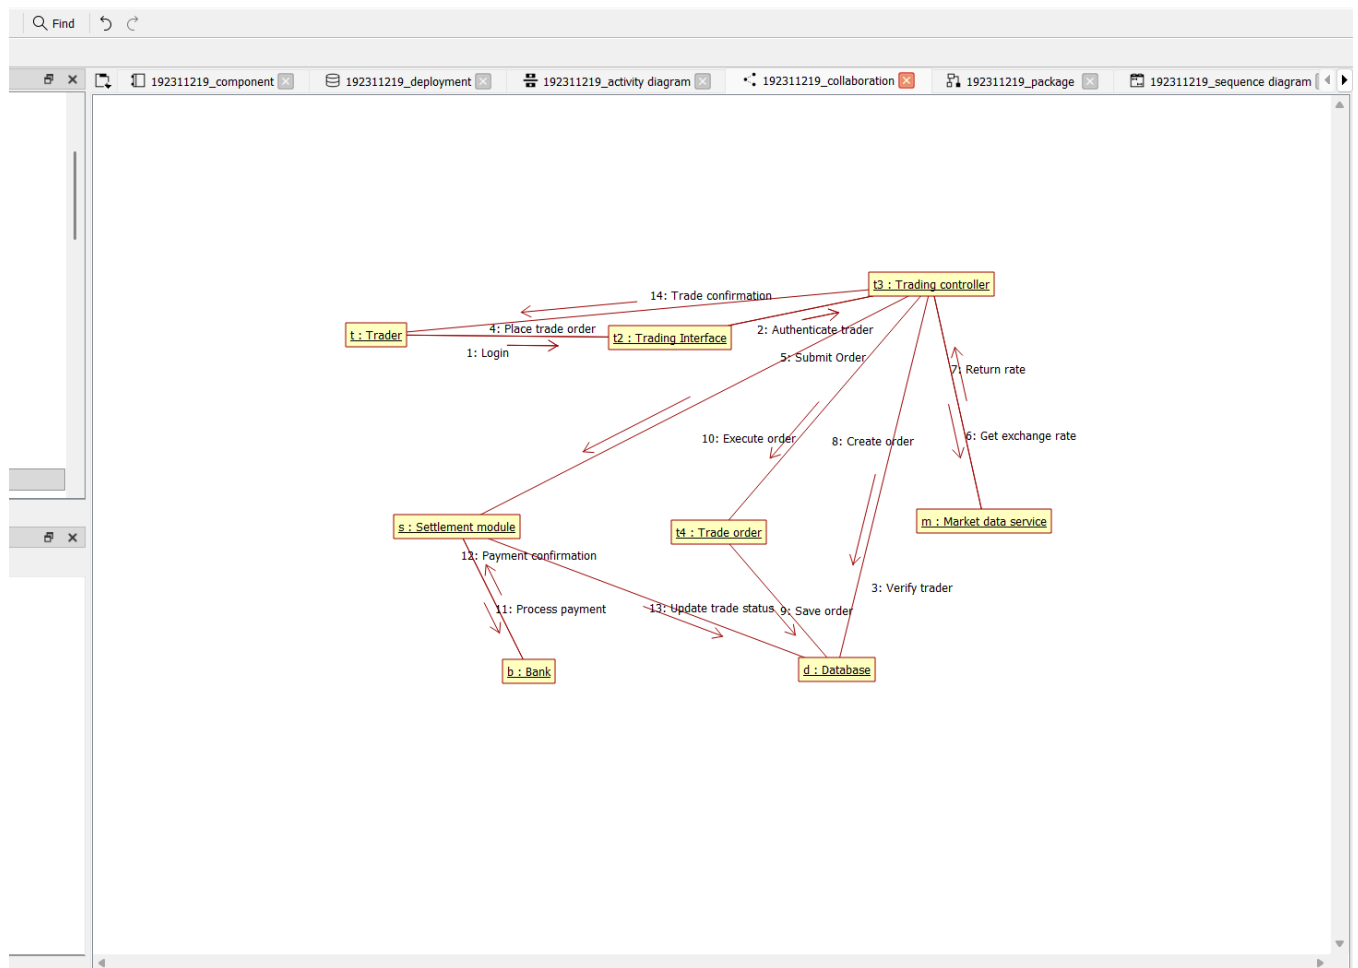 Find
192311219_component
192311219_deployment
192311219_activity diagram
192311219_collaboration
192311219_package
192311219_sequence diagram
t3 : Trading controller
14: Trade confirmation
t : Trader
4: Place trade order
t2 : Trading Interface
2: Authenticate trader
1: Login
5: Submit Order
7: Return rate
10: Execute order
8: Create order
6: Get exchange rate
s : Settlement module
t4 : Trade order
m : Market data service
12: Payment confirmation
3: Verify trader
11: Process payment
13: Update trade status
9: Save order
b : Bank
d : Database